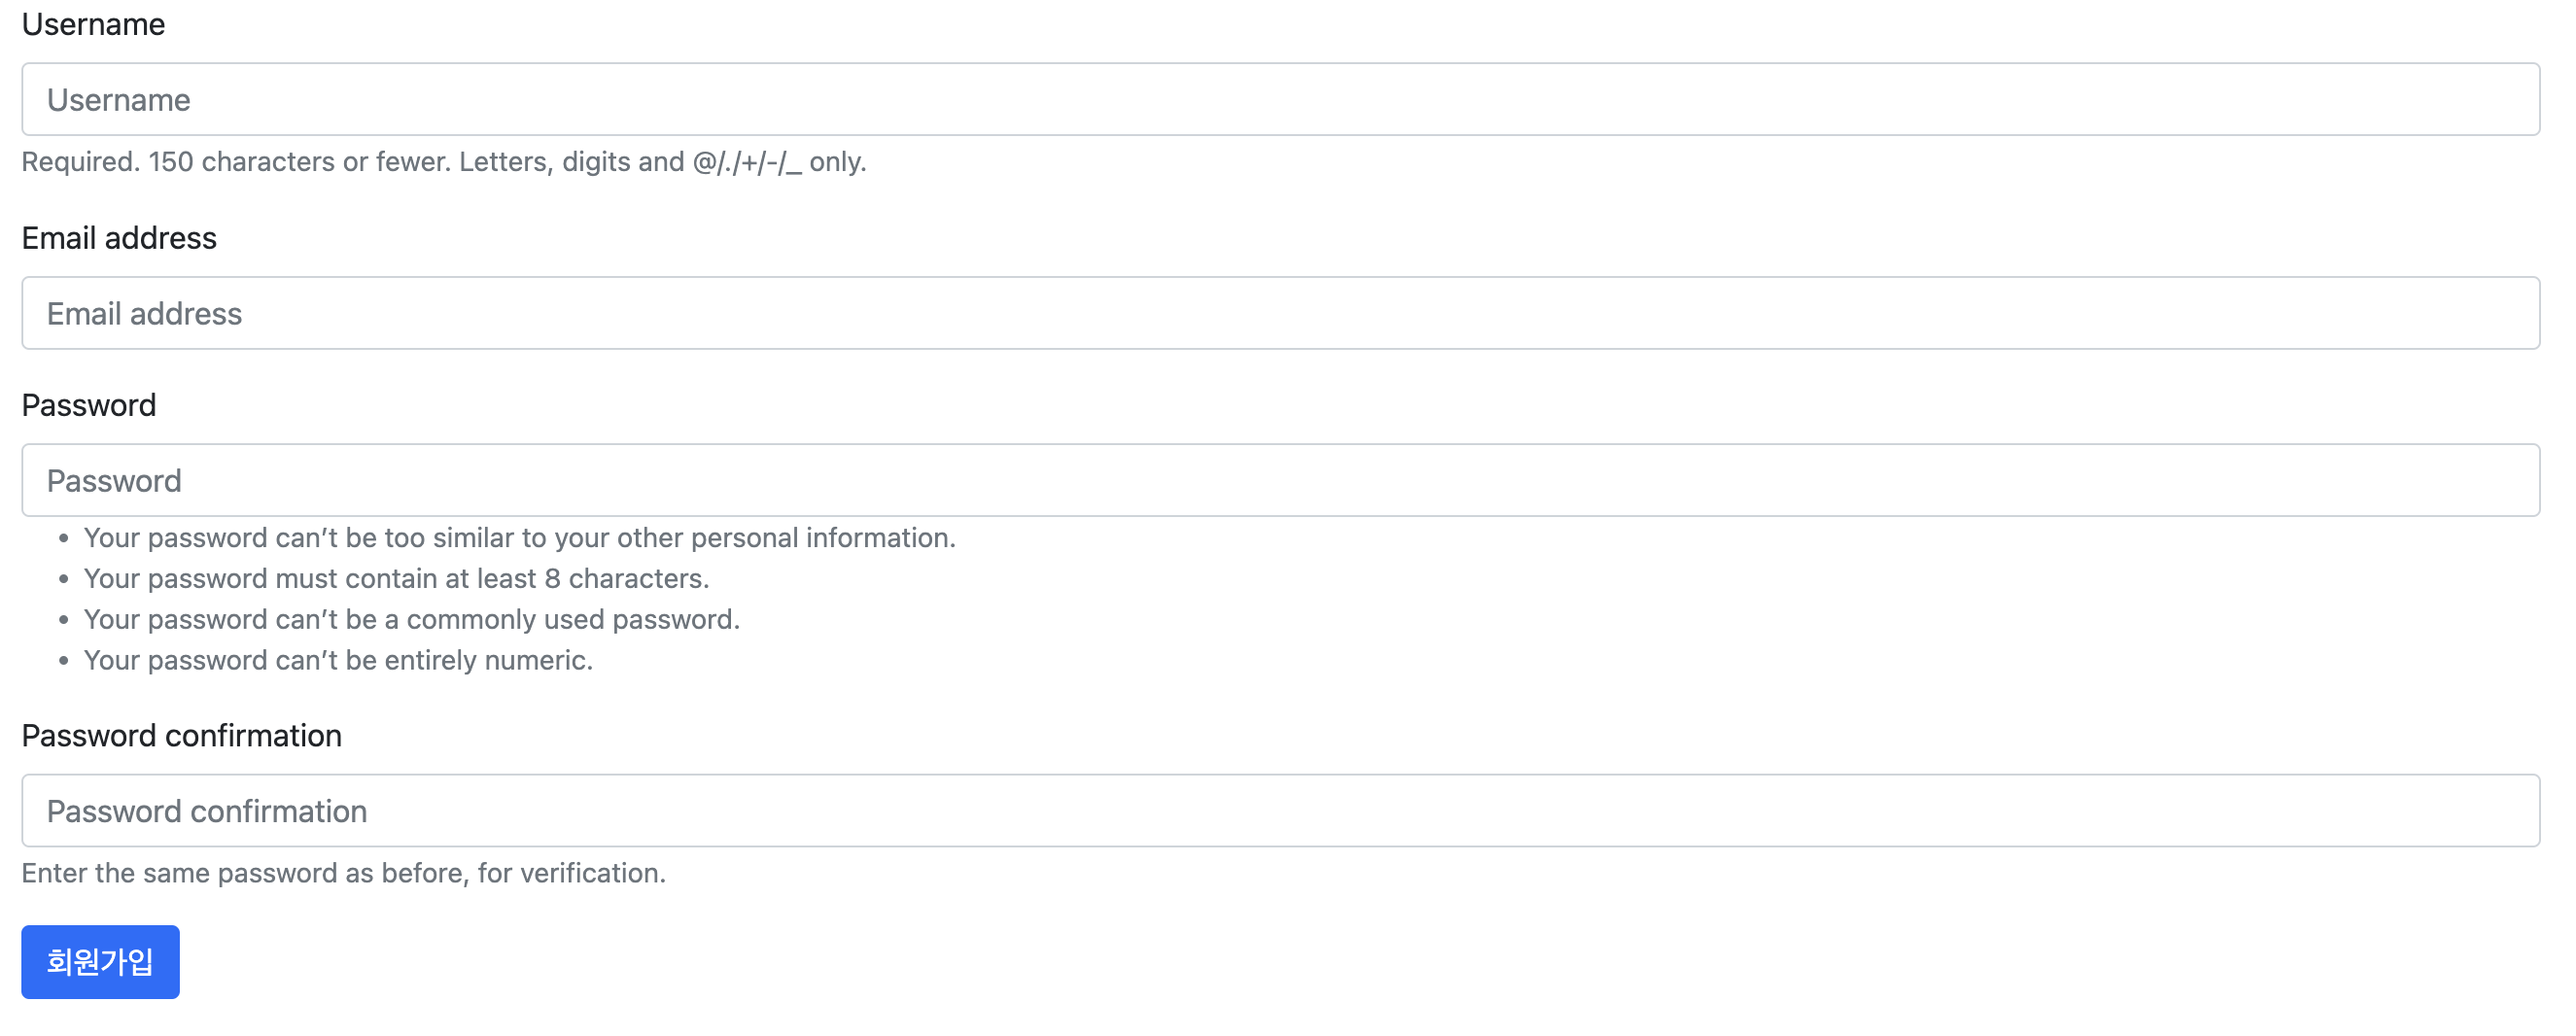 Username
Username
Required. 150 characters or fewer. Letters, digits and @/./+/-/_ only.
Email address
Email address
Password
Password
• Your password can’t be too similar to your other personal information.
• Your password must contain at least 8 characters.
• Your password can’t be a commonly used password.
• Your password can’t be entirely numeric.
Password confirmation
Password confirmation
Enter the same password as before, for verification.
회원가입